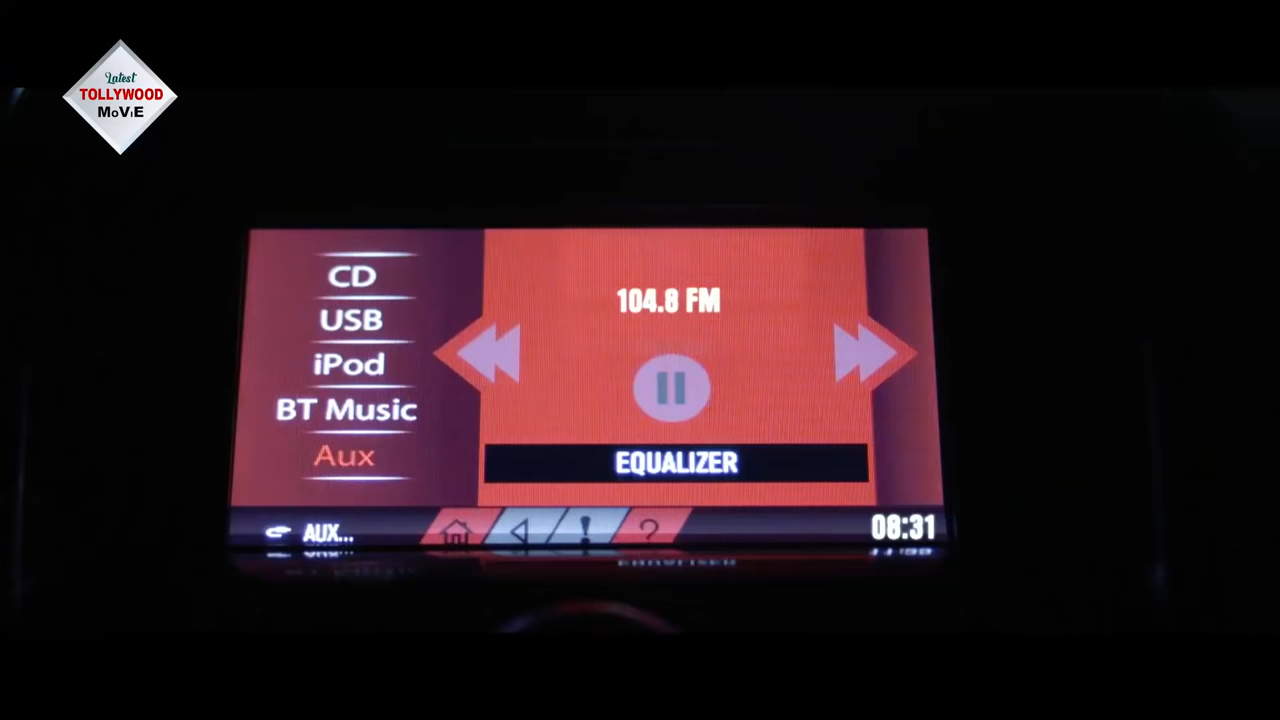 Latest
TOLLYWOOD
MoViE
CD
USB
iPod
BT Music
Aux
104.8 FM
EQUALIZER
AUX...
!
?
08:31